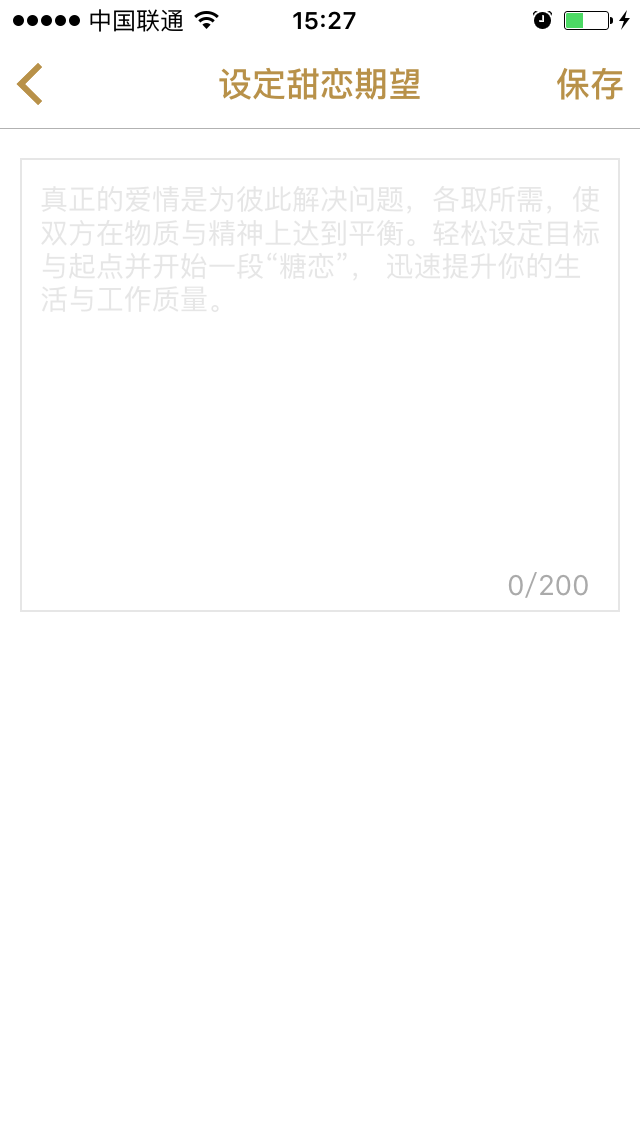 中国联通 15:27
设定甜恋期望 保存
真正的爱情是为彼此解决问题，各取所需，使
双方在物质与精神上达到平衡。轻松设定目标
与起点并开始一段“糖恋”， 迅速提升你的生
活与工作质量。
0/200